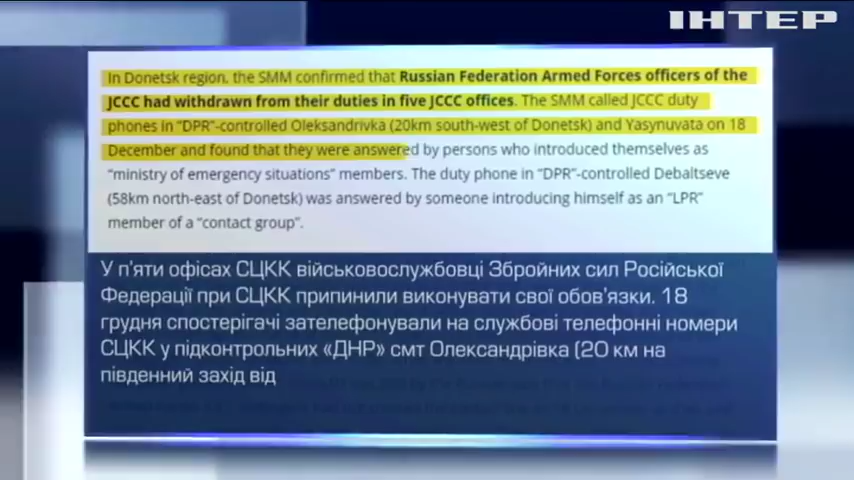 ІНТЕР
In Donetsk region, the SMM confirmed that Russian Federation Armed Forces officers of the
JCCC had withdrawn from their duties in five JCCC offices. The SMM called JCCC duty
phones in “DPR”-controlled Oleksandrivka (20km south-west of Donetsk) and Yasynuvata on 18
December and found that they were answered by persons who introduced themselves as
“ministry of emergency situations” members. The duty phone in “DPR”-controlled Debaltseve
(58km north-east of Donetsk) was answered by someone introducing himself as an “LPR”
member of a “contact group”.
У п’яти офісах СЦКК військовослужбовці Збройних сил Російської
Федерації при СЦКК припинили виконувати свої обов’язки. 18
грудня спостерігачі зателефонували на службові телефонні номери
СЦКК у підконтрольних «ДНР» смт Олександрівка (20 км на
південний захід від